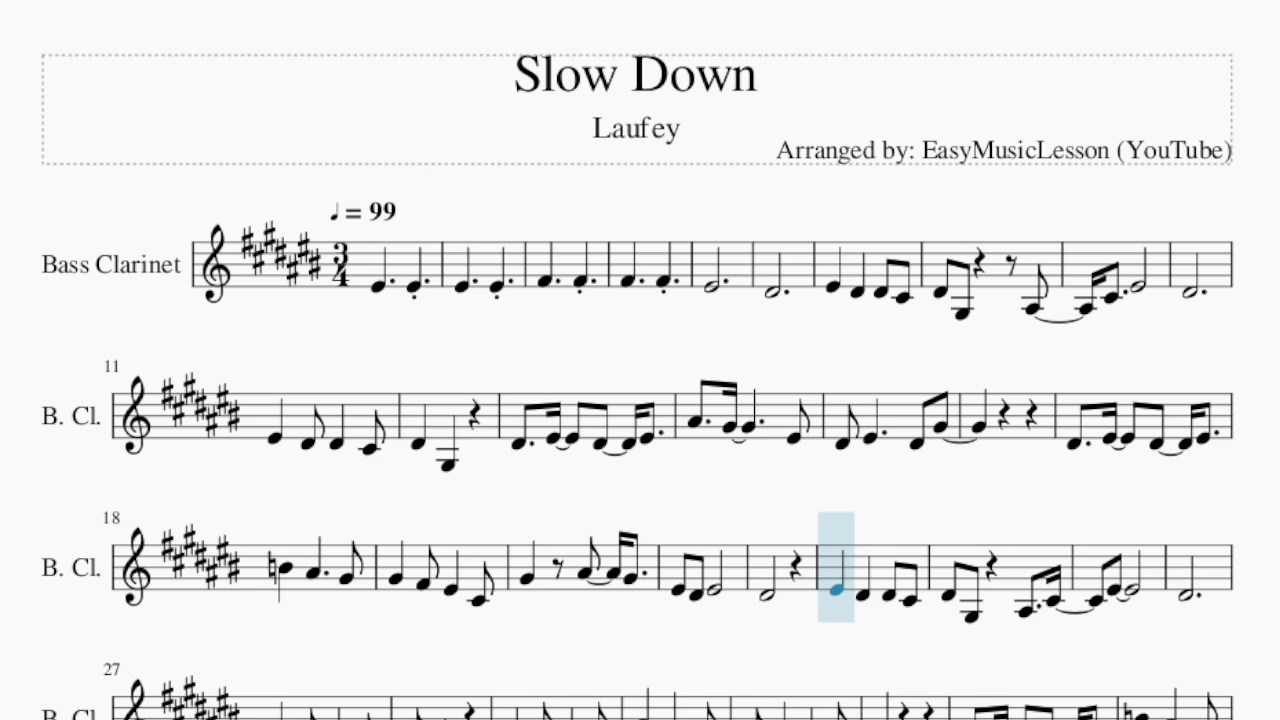 Slow Down
Laufey
Arranged by: EasyMusicLesson (YouTube)
♩ = 99
Bass Clarinet
3
4
11
B. Cl.
18
B. Cl.
27
B. Cl.